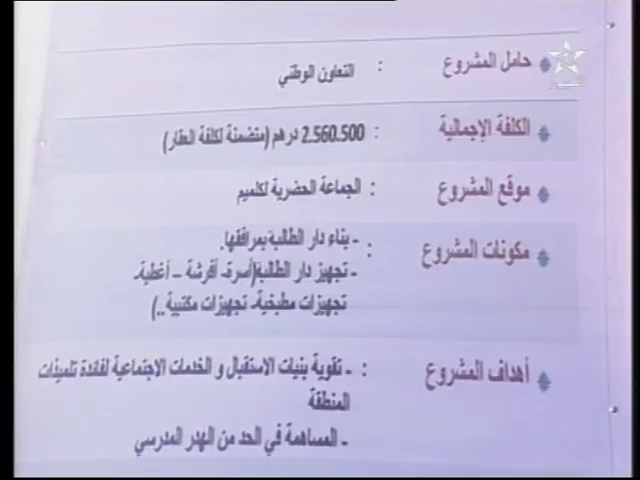 حامل المشروع : التعاون الوطني
الكلفة الإجمالية : 2.560.500 درهم (متضمنة لكلفة العقار)
موقع المشروع : الجماعة الحضرية لكلميم
مكونات المشروع : - بناء دار الطالبة بمرافقها.
- تجهيز دار الطالبة(أسرة- أفرشة – أغطية-
تجهيزات مطبخية- تجهيزات مكتبية ..)
أهداف المشروع : - تقوية بنيات الاستقبال و الخدمات الاجتماعية لفائدة تلميذات
المنطقة
- المساهمة في الحد من الهدر المدرسي